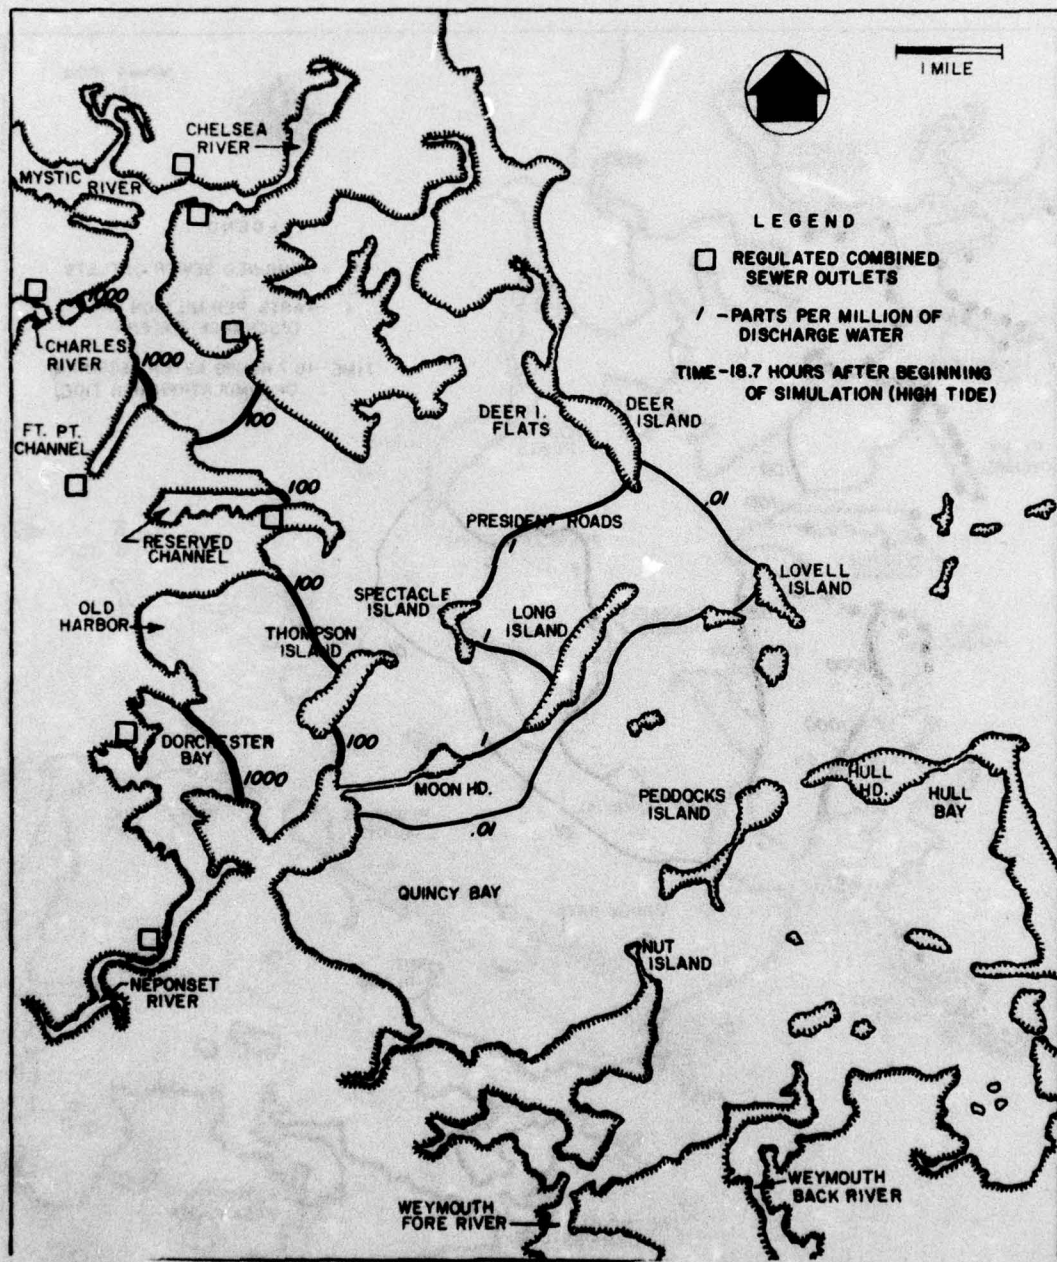 1 MILE
CHELSEA
RIVER
MYSTIC RIVER
LEGEND
REGULATED COMBINED
SEWER OUTLETS
1 - PARTS PER MILLION OF
DISCHARGE WATER
TIME-18.7 HOURS AFTER BEGINNING
OF SIMULATION (HIGH TIDE)
1000
CHARLES
RIVER
1000
100
DEER I.
FLATS
DEER
ISLAND
FT. PT.
CHANNEL
100
.01
PRESIDENT ROADS
RESERVED
CHANNEL
1
100
SPECTACLE
ISLAND
LOVELL
ISLAND
OLD
HARBOR
LONG
ISLAND
THOMPSON
ISLAND
1
DORCHESTER
BAY
100
1
1000
MOON HD.
HULL
HD.
HULL
BAY
PEDDOCKS
ISLAND
.01
QUINCY BAY
NUT
ISLAND
NEPONSET
RIVER
WEYMOUTH
BACK RIVER
WEYMOUTH
FORE RIVER